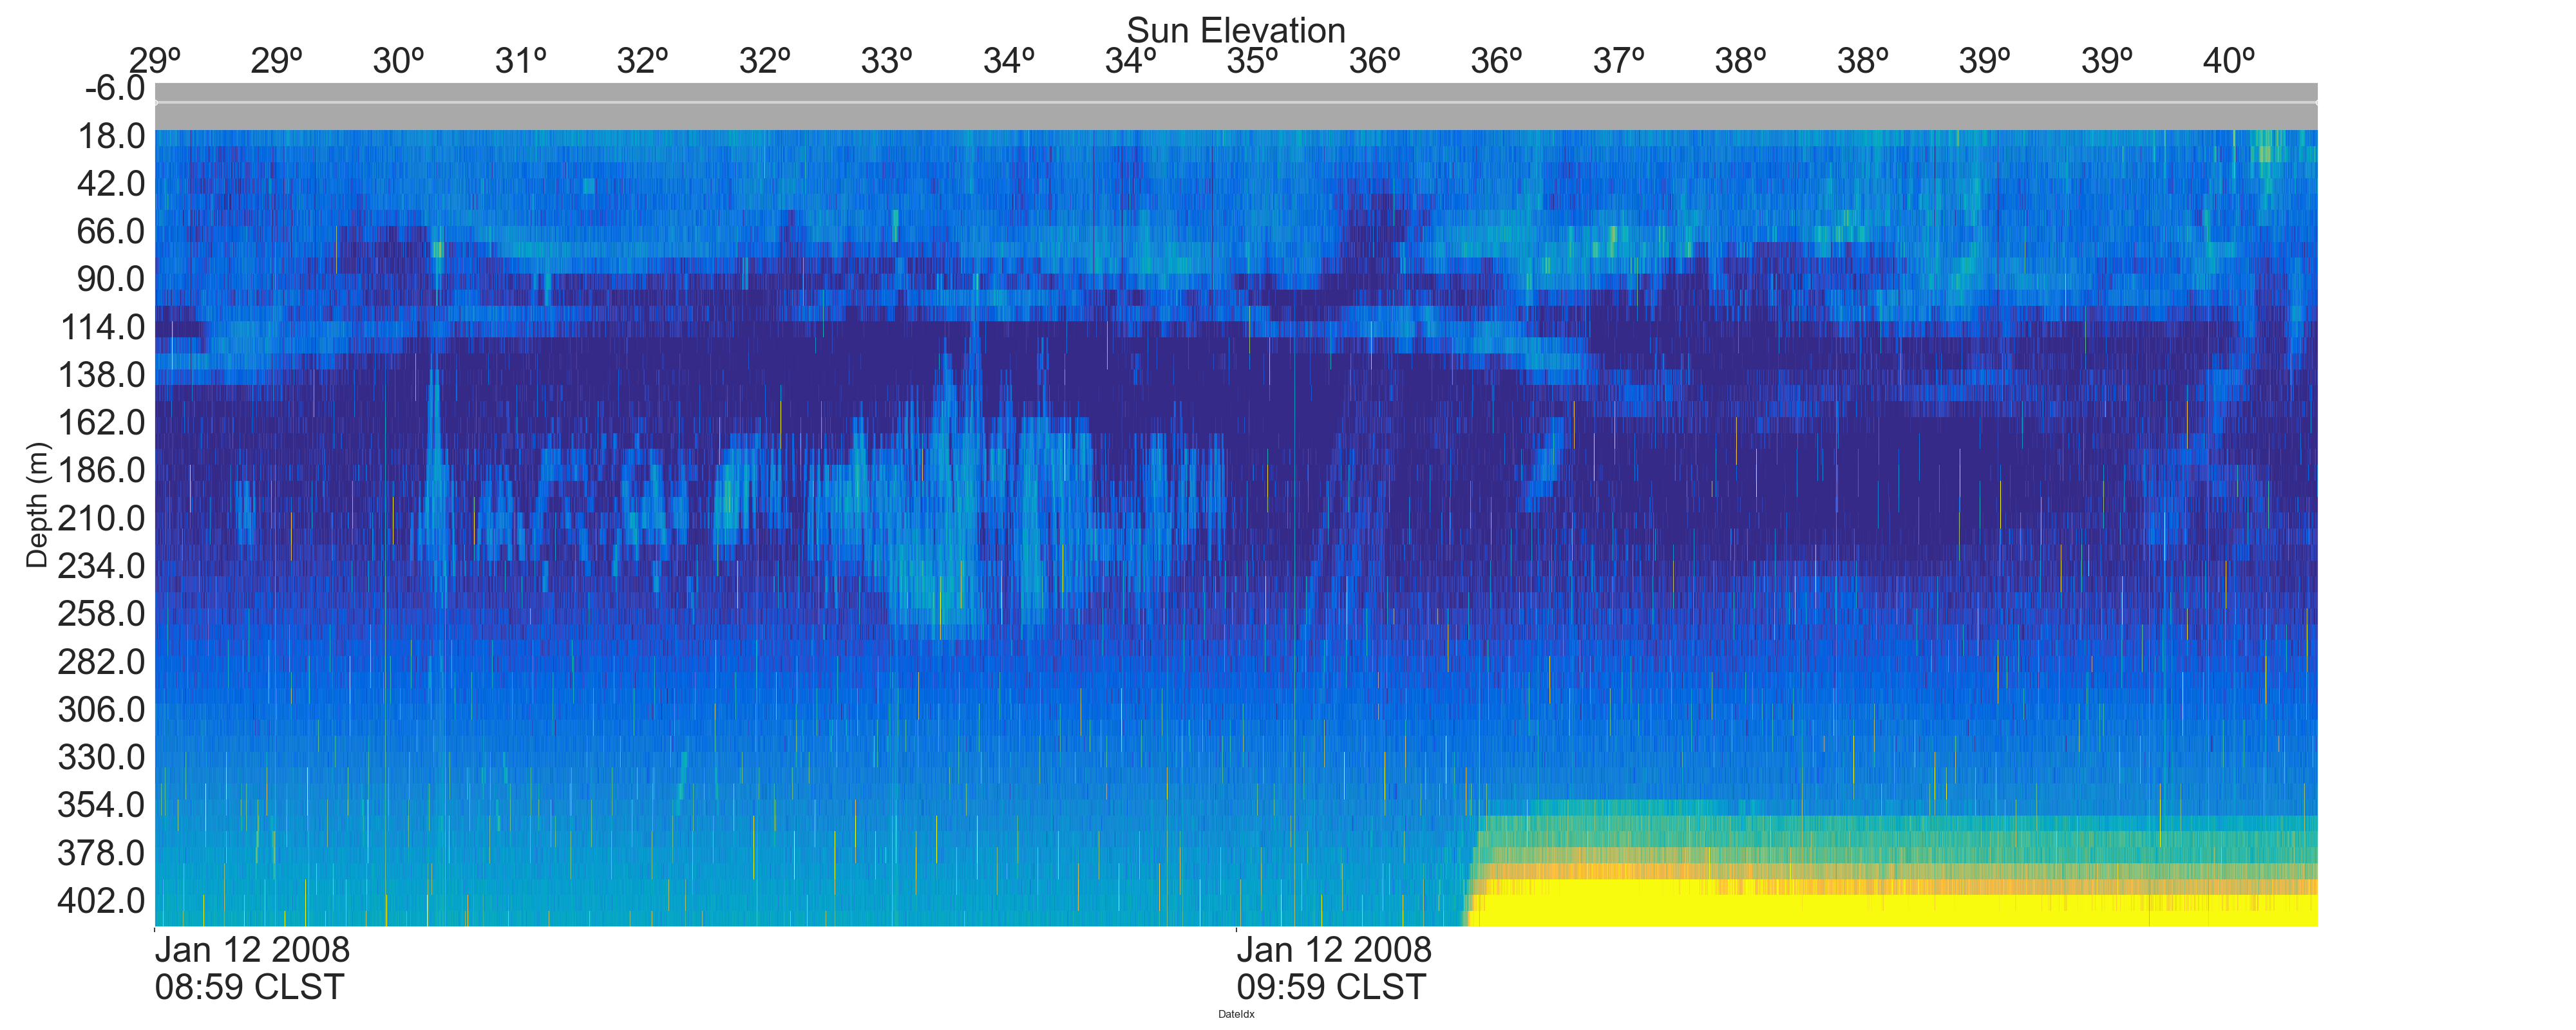 Sun Elevation
29º 29º 30º 31º 32º 32º 33º 34º 34º 35º 36º 36º 37º 38º 38º 39º 39º 40º
-6.0
18.0
42.0
66.0
90.0
114.0
138.0
162.0
186.0
210.0
234.0
258.0
282.0
306.0
330.0
354.0
378.0
402.0
Depth (m)
Jan 12 2008
08:59 CLST
Jan 12 2008
09:59 CLST
DateIdx